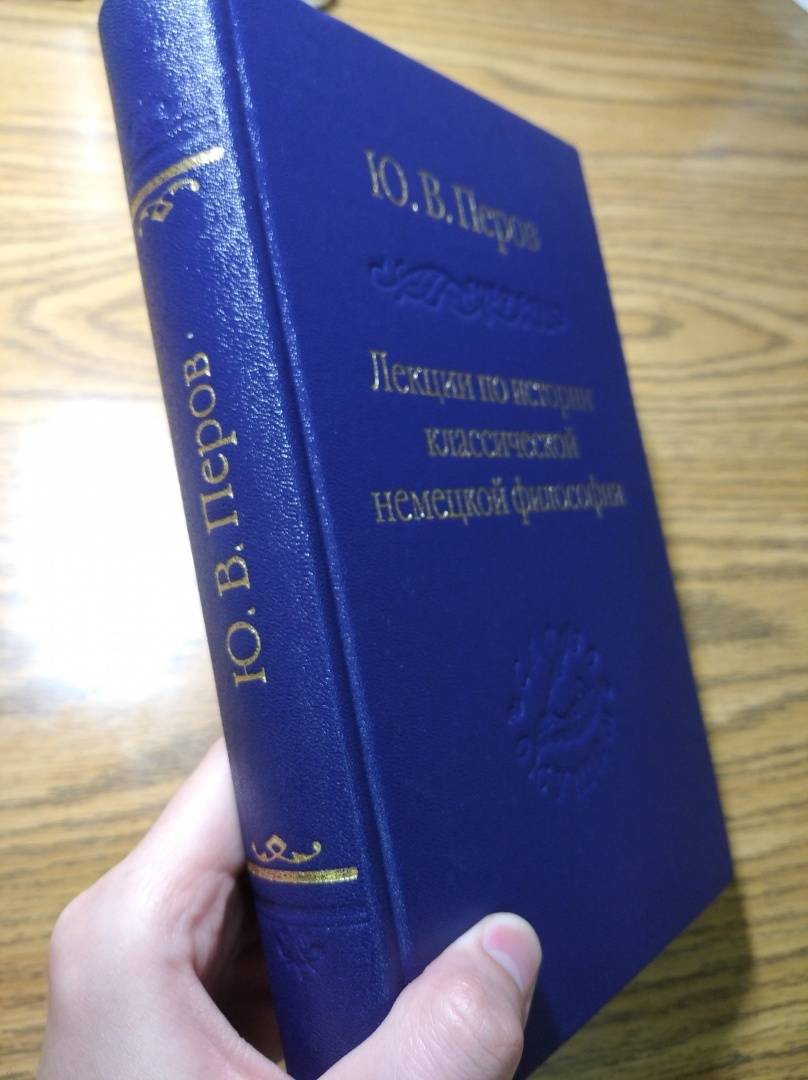 Ю. В. Перов
Ю. В. Перов
Лекции по истории
классической
немецкой философии